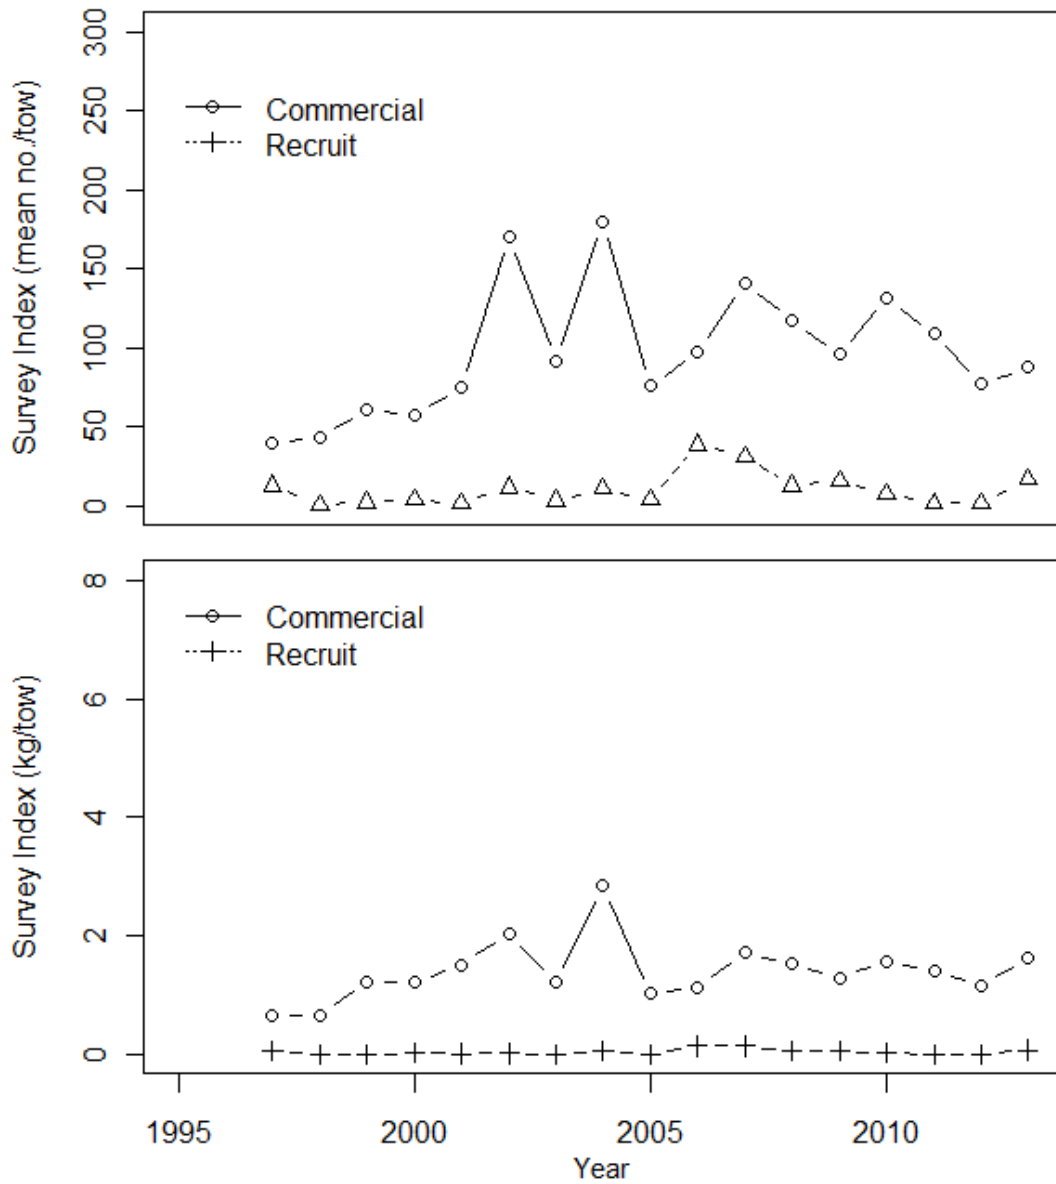 Survey Index (mean no./tow)
300
250
200
150
100
50
0
Commercial
Recruit
Survey Index (kg/tow)
8
6
4
2
0
Commercial
Recruit
1995 2000 2005 2010
Year